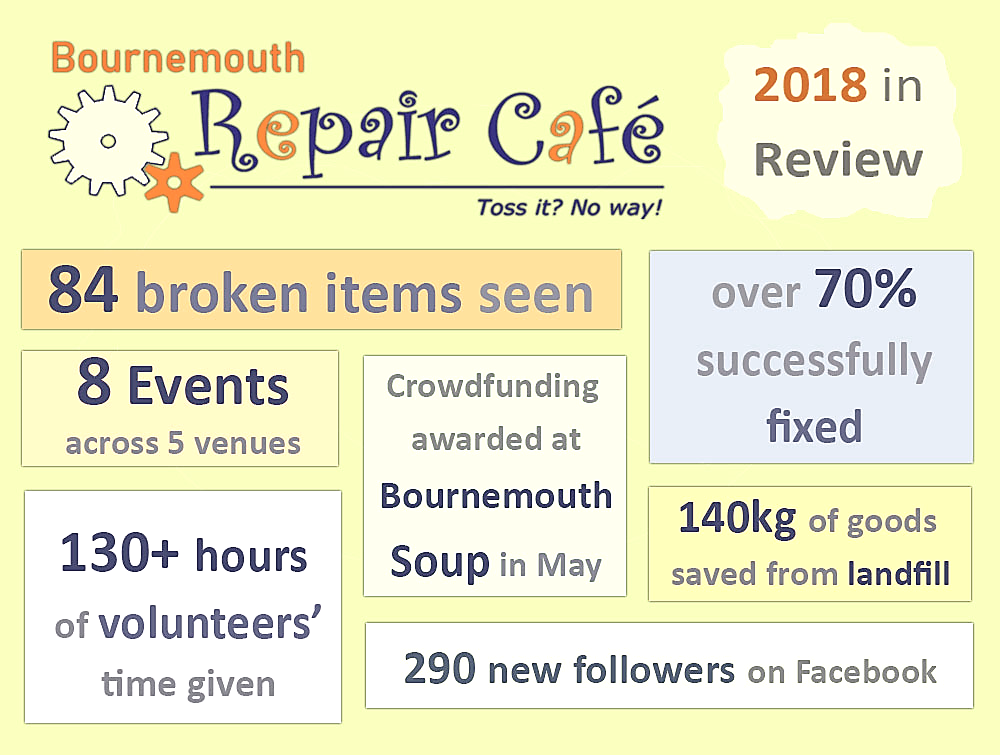 Bournemouth
Repair Café
Toss it? No way!
2018 in
Review
84 broken items seen
over 70%
successfully
fixed
8 Events
across 5 venues
Crowdfunding
awarded at
Bournemouth
Soup in May
140kg of goods
saved from landfill
130+ hours
of volunteers’
time given
290 new followers on Facebook